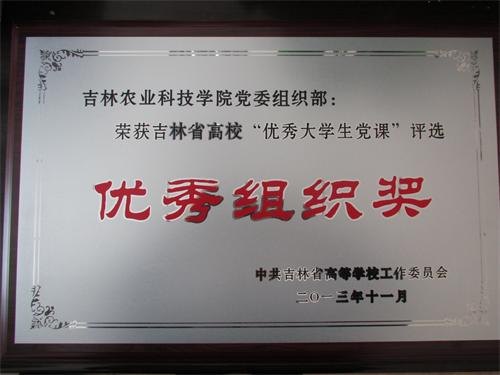 吉林农业科技学院党委组织部：
荣获吉林省高校“优秀大学生党课”评选
优秀组织奖
中共吉林省高等学校工作委员会
二〇一三年十一月